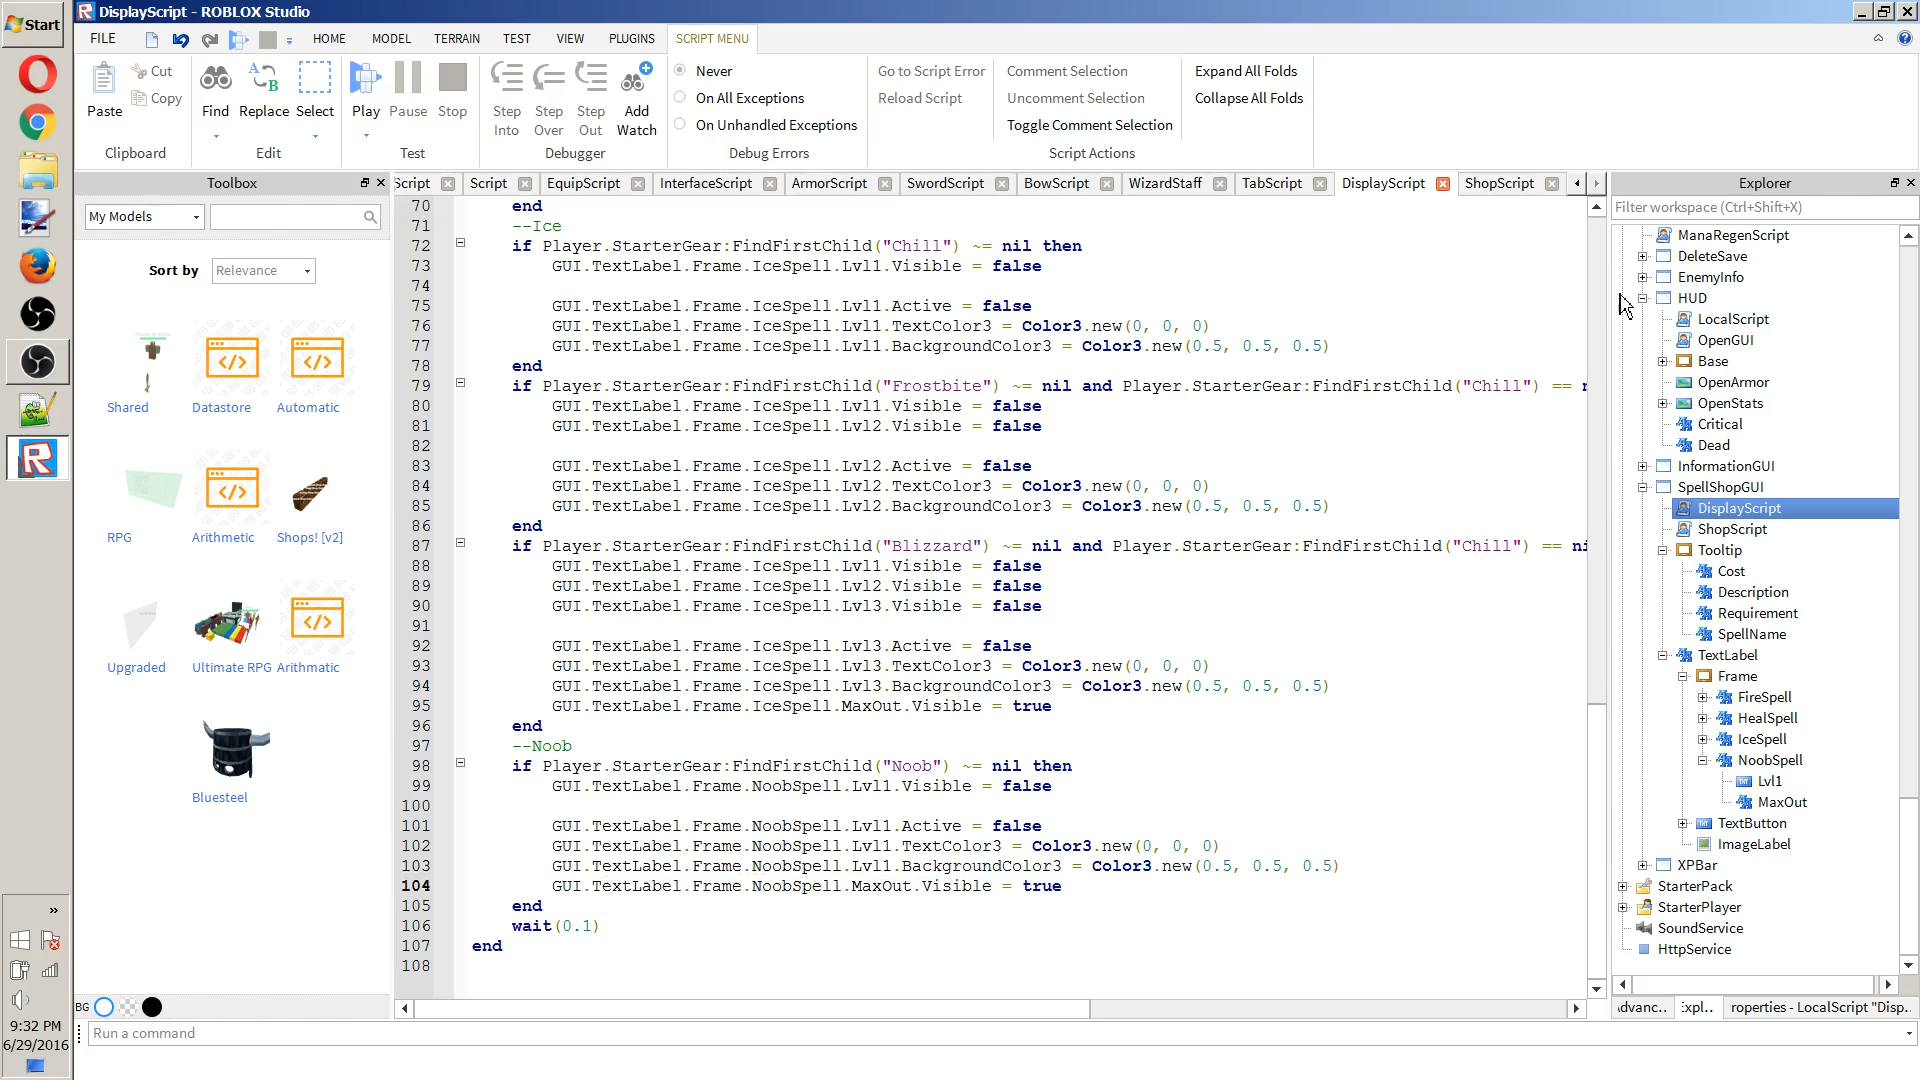 DisplayScript - ROBLOX Studio
Start
FILE
HOME
MODEL
TERRAIN
TEST
VIEW
PLUGINS
SCRIPT MENU
Paste
Cut
Copy
Clipboard
Find
Replace
Select
Edit
Play
Pause
Stop
Test
Step Into
Step Over
Step Out
Add Watch
Debugger
Never
On All Exceptions
On Unhandled Exceptions
Debug Errors
Go to Script Error
Reload Script
Comment Selection
Uncomment Selection
Toggle Comment Selection
Script Actions
Expand All Folds
Collapse All Folds
Toolbox
My Models
Sort by
Relevance
Shared
Datastore
Automatic
RPG
Arithmetic
Shops! [v2]
Upgraded
Ultimate RPG
Arithmatic
Bluesteel
BG
Script
Script
EquipScript
InterfaceScript
ArmorScript
SwordScript
BowScript
WizardStaff
TabScript
DisplayScript
ShopScript
70 end
71 --Ice
72 if Player.StarterGear:FindFirstChild("Chill") ~= nil then
73 GUI.TextLabel.Frame.IceSpell.Lvl1.Visible = false
74
75 GUI.TextLabel.Frame.IceSpell.Lvl1.Active = false
76 GUI.TextLabel.Frame.IceSpell.Lvl1.TextColor3 = Color3.new(0, 0, 0)
77 GUI.TextLabel.Frame.IceSpell.Lvl1.BackgroundColor3 = Color3.new(0.5, 0.5, 0.5)
78 end
79 if Player.StarterGear:FindFirstChild("Frostbite") ~= nil and Player.StarterGear:FindFirstChild("Chill") == n
80 GUI.TextLabel.Frame.IceSpell.Lvl1.Visible = false
81 GUI.TextLabel.Frame.IceSpell.Lvl2.Visible = false
82
83 GUI.TextLabel.Frame.IceSpell.Lvl2.Active = false
84 GUI.TextLabel.Frame.IceSpell.Lvl2.TextColor3 = Color3.new(0, 0, 0)
85 GUI.TextLabel.Frame.IceSpell.Lvl2.BackgroundColor3 = Color3.new(0.5, 0.5, 0.5)
86 end
87 if Player.StarterGear:FindFirstChild("Blizzard") ~= nil and Player.StarterGear:FindFirstChild("Chill") == ni
88 GUI.TextLabel.Frame.IceSpell.Lvl1.Visible = false
89 GUI.TextLabel.Frame.IceSpell.Lvl2.Visible = false
90 GUI.TextLabel.Frame.IceSpell.Lvl3.Visible = false
91
92 GUI.TextLabel.Frame.IceSpell.Lvl3.Active = false
93 GUI.TextLabel.Frame.IceSpell.Lvl3.TextColor3 = Color3.new(0, 0, 0)
94 GUI.TextLabel.Frame.IceSpell.Lvl3.BackgroundColor3 = Color3.new(0.5, 0.5, 0.5)
95 GUI.TextLabel.Frame.IceSpell.MaxOut.Visible = true
96 end
97 --Noob
98 if Player.StarterGear:FindFirstChild("Noob") ~= nil then
99 GUI.TextLabel.Frame.NoobSpell.Lvl1.Visible = false
100
101 GUI.TextLabel.Frame.NoobSpell.Lvl1.Active = false
102 GUI.TextLabel.Frame.NoobSpell.Lvl1.TextColor3 = Color3.new(0, 0, 0)
103 GUI.TextLabel.Frame.NoobSpell.Lvl1.BackgroundColor3 = Color3.new(0.5, 0.5, 0.5)
104 GUI.TextLabel.Frame.NoobSpell.MaxOut.Visible = true
105 end
106 wait(0.1)
107 end
108
Explorer
Filter workspace (Ctrl+Shift+X)
ManaRegenScript
DeleteSave
EnemyInfo
HUD
LocalScript
OpenGUI
Base
OpenArmor
OpenStats
Critical
Dead
InformationGUI
SpellShopGUI
DisplayScript
ShopScript
Tooltip
Cost
Description
Requirement
SpellName
TextLabel
Frame
FireSpell
HealSpell
IceSpell
NoobSpell
Lvl1
MaxOut
TextButton
ImageLabel
XPBar
StarterPack
StarterPlayer
SoundService
HttpService
Advanc..
Expl..
roperties - LocalScript "Disp..
Run a command
9:32 PM
6/29/2016